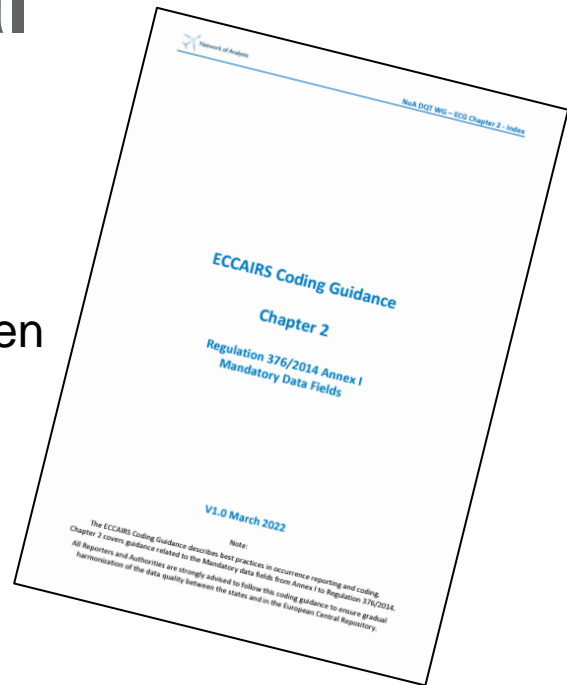 en
Network of Analysts
NoA DQT WG – ECG Chapter 2 - Index
ECCAIRS Coding Guidance
Chapter 2
Regulation 376/2014 Annex I
Mandatory Data Fields
V1.0 March 2022
Note:
The ECCAIRS Coding Guidance describes best practices in occurrence reporting and coding.
Chapter 2 covers guidance related to the Mandatory data fields from Annex I to Regulation 376/2014.
All Reporters and Authorities are strongly advised to follow this coding guidance to ensure gradual
harmonization of the data quality between the states and in the European Central Repository.